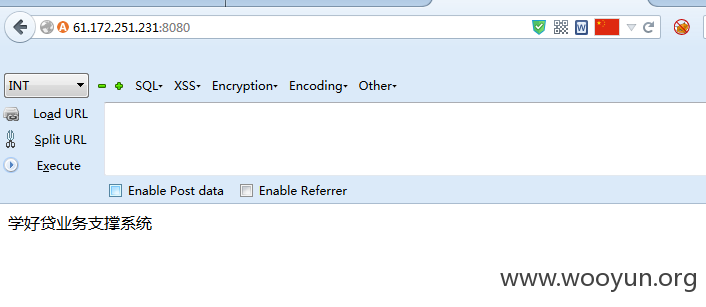 61.172.251.231:8080
INT SQL▾ XSS▾ Encryption▾ Encoding▾ Other▾
Load URL
Split URL
Execute
Enable Post data Enable Referrer
学好贷业务支撑系统
www.wooyun.org